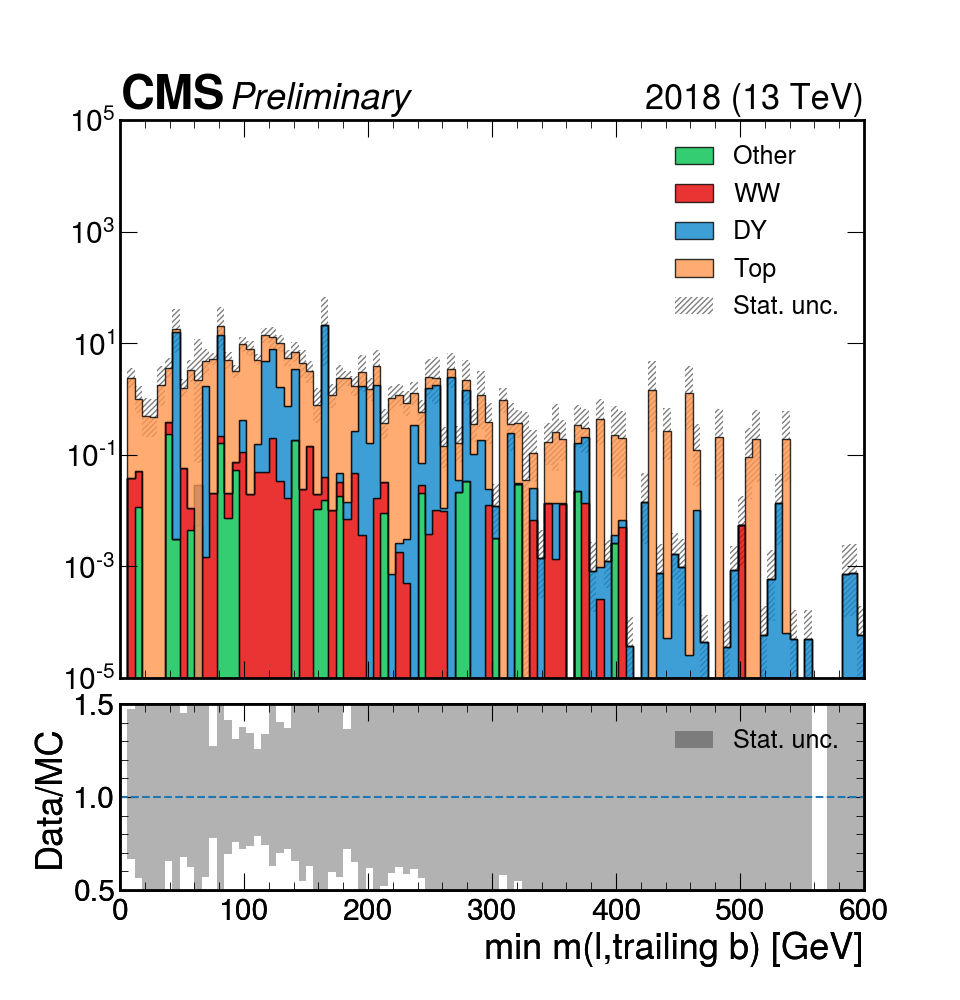 CMS Preliminary 2018 (13 TeV)
10^5
10^3
10^1
10^-1
10^-3
10^-5
Other
WW
DY
Top
Stat. unc.
1.5
1.0
0.5
Data/MC
Stat. unc.
0 100 200 300 400 500 600
min m(l,trailing b) [GeV]